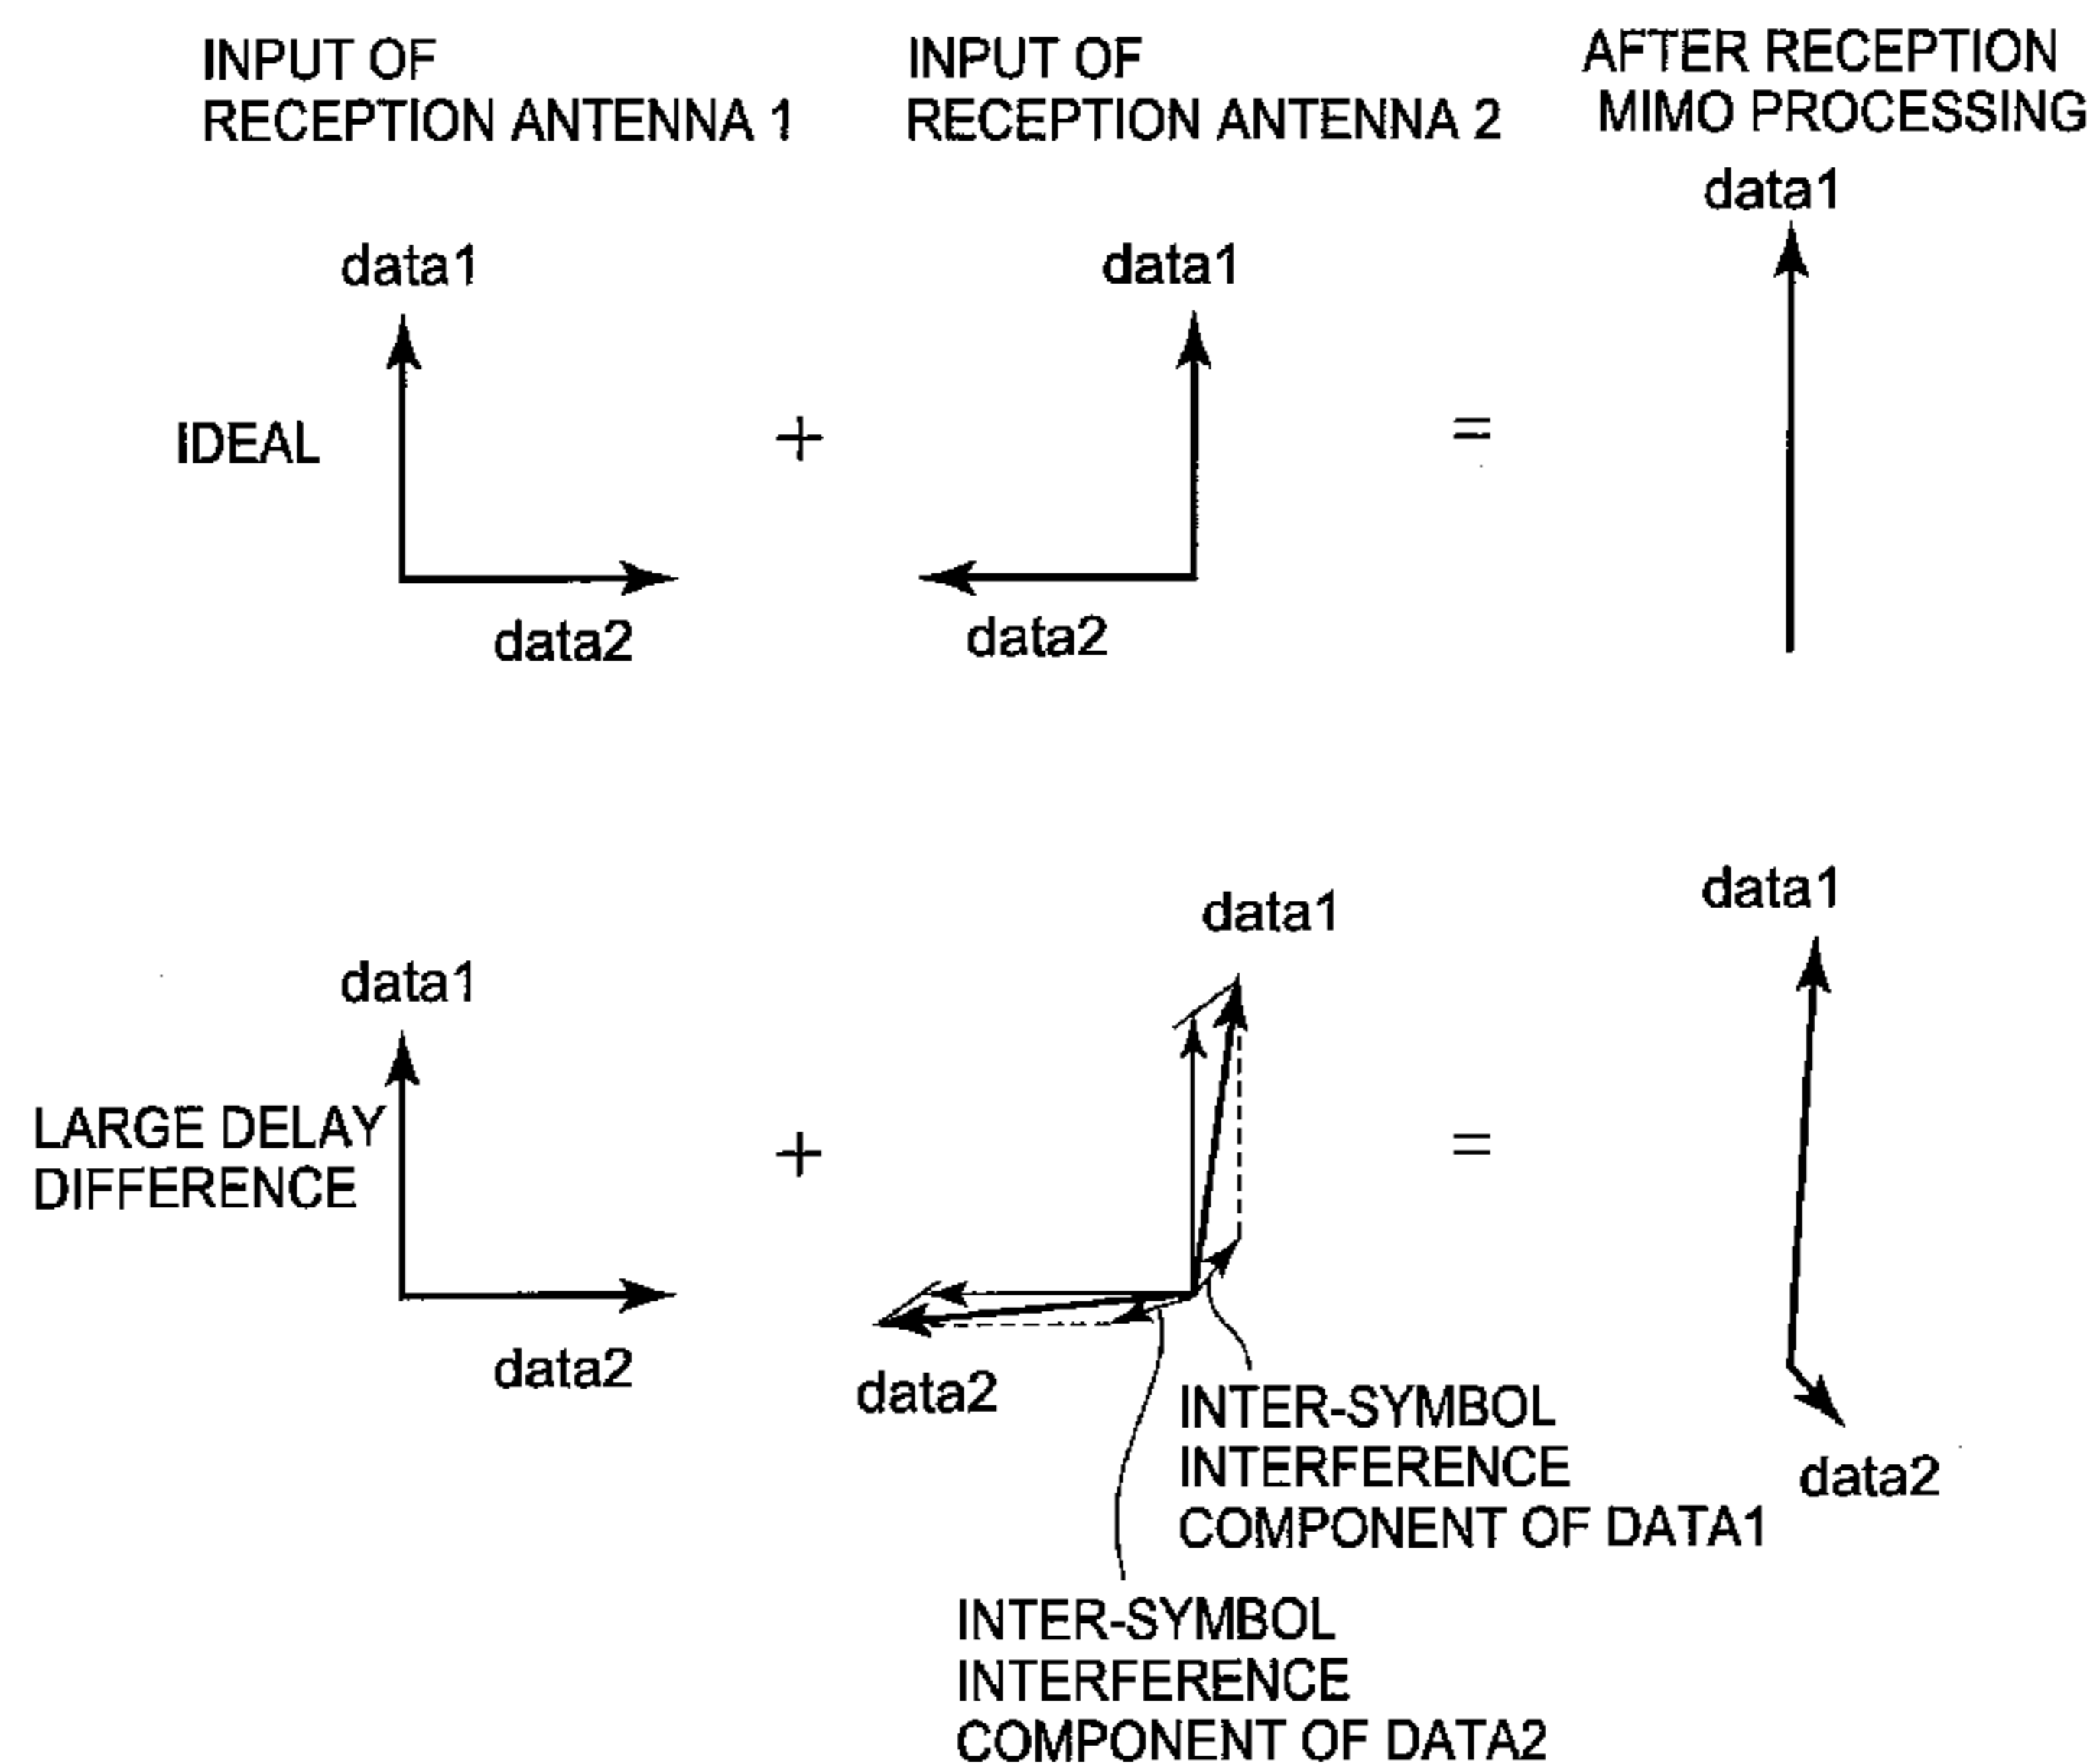 INPUT OF
RECEPTION ANTENNA 1
INPUT OF
RECEPTION ANTENNA 2
AFTER RECEPTION
MIMO PROCESSING
data1
data1
data1
IDEAL
+
=
data2
data2
data1
data1
data1
LARGE DELAY
DIFFERENCE
+
=
data2
data2
data2
INTER-SYMBOL
INTERFERENCE
COMPONENT OF DATA1
INTER-SYMBOL
INTERFERENCE
COMPONENT OF DATA2